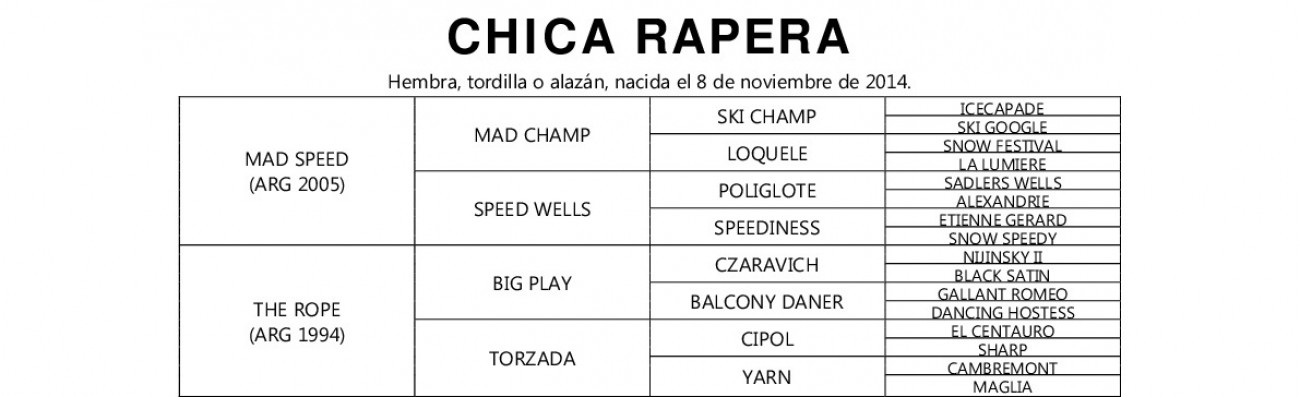 CHICA RAPERA
Hembra, tordilla o alazán, nacida el 8 de noviembre de 2014.
MAD SPEED
(ARG 2005)
MAD CHAMP
SKI CHAMP
ICECAPADE
SKI GOOGLE
LOQUELE
SNOW FESTIVAL
LA LUMIERE
SPEED WELLS
POLIGLOTE
SADLERS WELLS
ALEXANDRIE
SPEEDINESS
ETIENNE GERARD
SNOW SPEEDY
THE ROPE
(ARG 1994)
BIG PLAY
CZARAVICH
NIJINSKY II
BLACK SATIN
BALCONY DANER
GALLANT ROMEO
DANCING HOSTESS
TORZADA
CIPOL
EL CENTAURO
SHARP
YARN
CAMBREMONT
MAGLIA